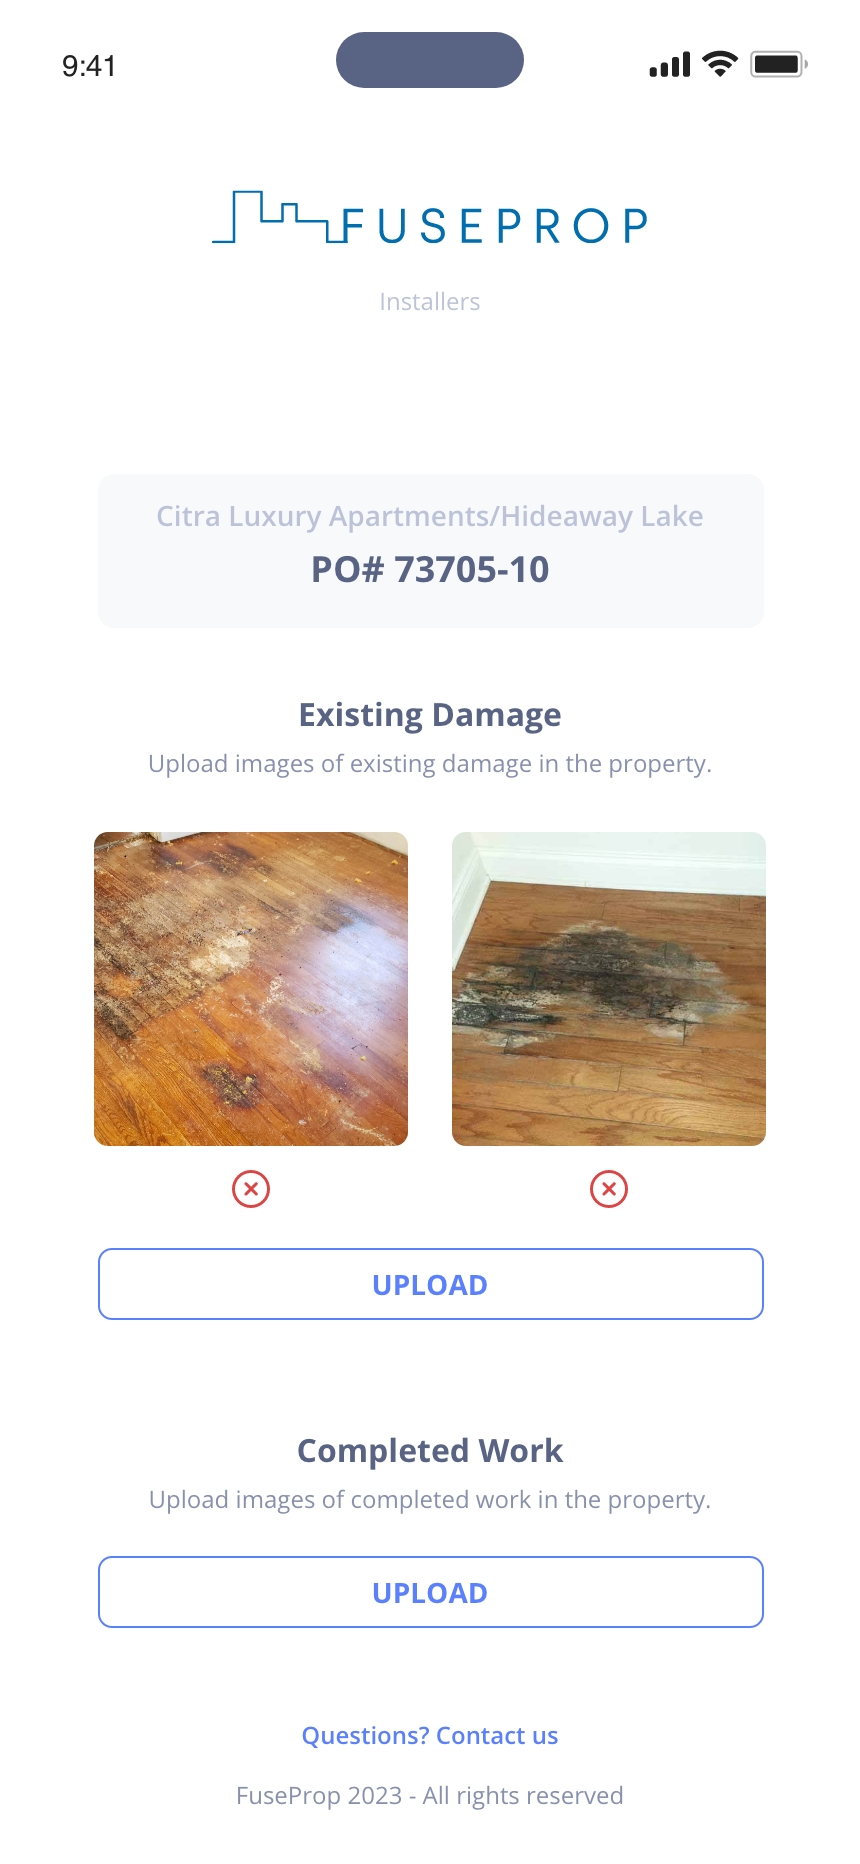 9:41
FUSEPROP
Installers
Citra Luxury Apartments/Hideaway Lake
PO# 73705-10
Existing Damage
Upload images of existing damage in the property.
UPLOAD
Completed Work
Upload images of completed work in the property.
UPLOAD
Questions? Contact us
FuseProp 2023 - All rights reserved